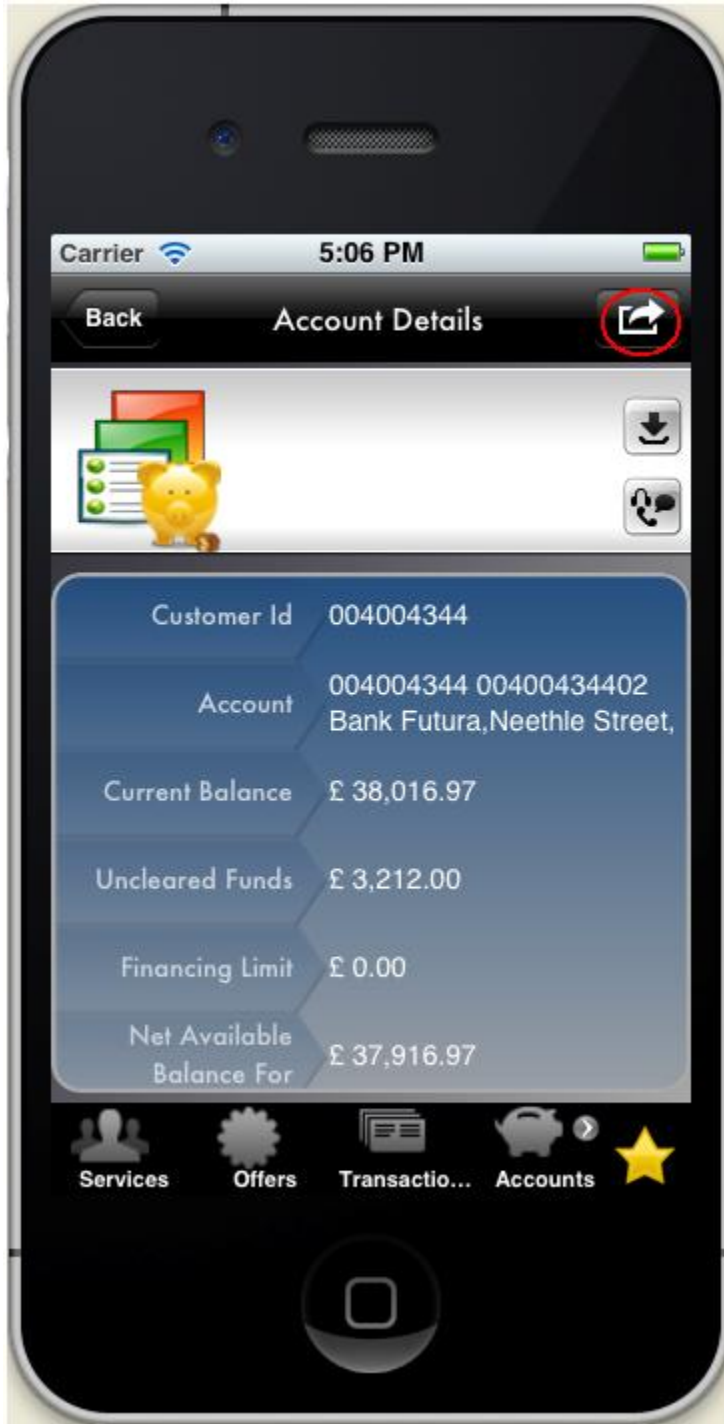 Carrier 5:06 PM
Back Account Details
Customer Id 004004344
Account 004004344 00400434402
Bank Futura,Neethle Street,
Current Balance £ 38,016.97
Uncleared Funds £ 3,212.00
Financing Limit £ 0.00
Net Available
Balance For £ 37,916.97
Services Offers Transactio... Accounts